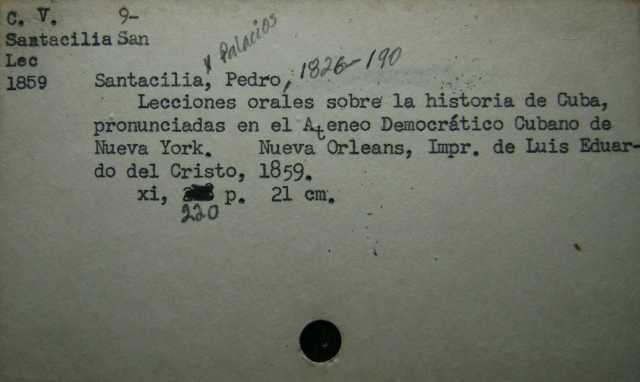 C. V. 9-
Santacilia San
Lec
1859 Santacilia, y Palacios Pedro, 1826-190
Lecciones orales sobre la historia de Cuba,
pronunciadas en el Ateneo Democrático Cubano de
Nueva York. Nueva Orleans, Impr. de Luis Eduar-
do del Cristo, 1859.
xi, p. 21 cm.
220